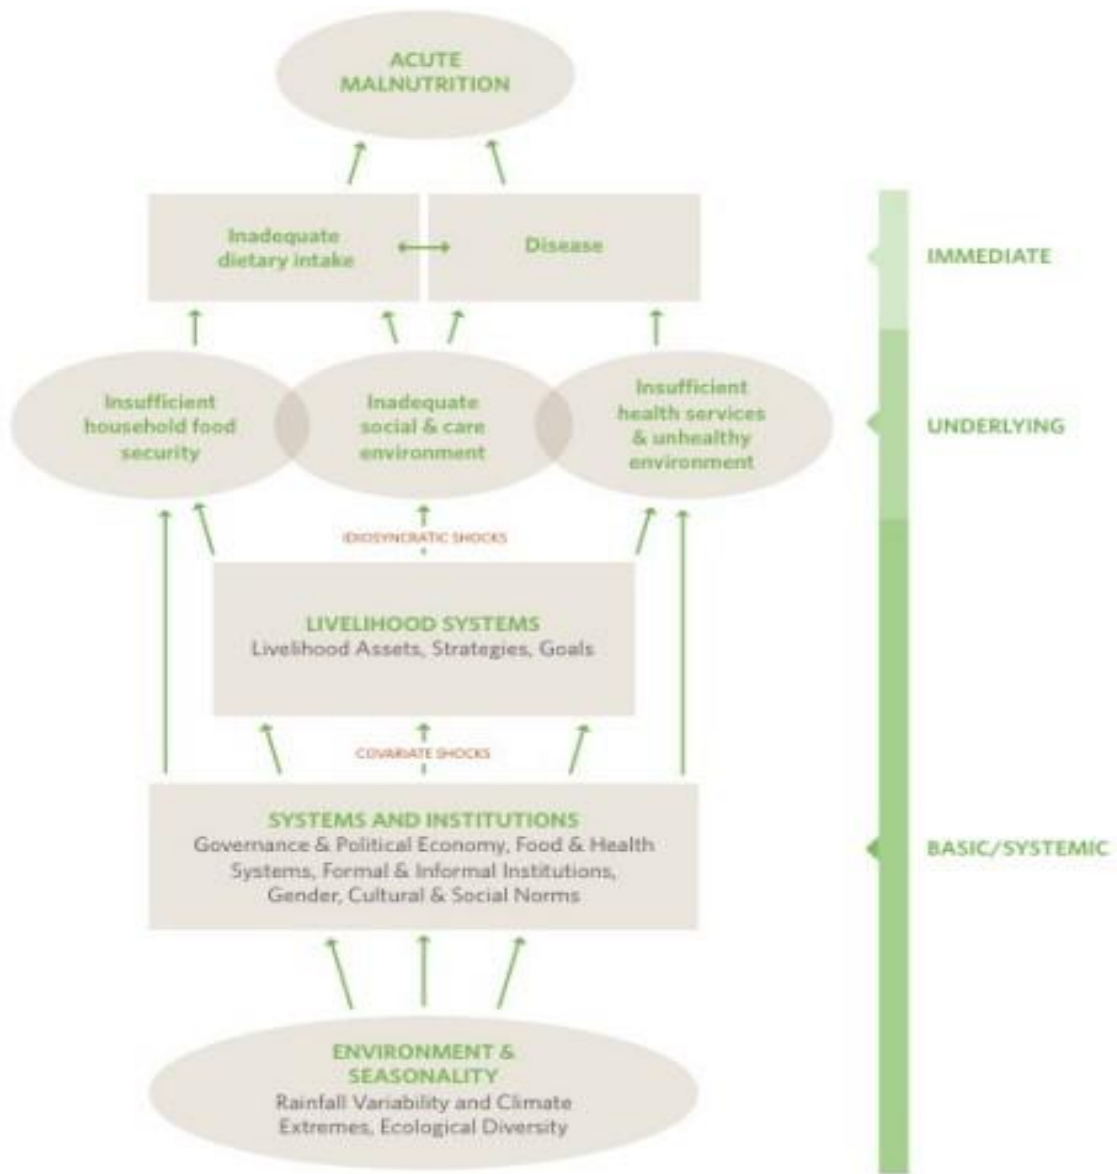 ACUTE
MALNUTRITION
Inadequate
dietary intake
Disease
IMMEDIATE
Insufficient
household food
security
Inadequate
social & care
environment
Insufficient
health services
& unhealthy
environment
UNDERLYING
IDIOSYNCRATIC SHOCKS
LIVELIHOOD SYSTEMS
Livelihood Assets, Strategies, Goals
COVARIATE SHOCKS
SYSTEMS AND INSTITUTIONS
Governance & Political Economy, Food & Health
Systems, Formal & Informal Institutions,
Gender, Cultural & Social Norms
BASIC/SYSTEMIC
ENVIRONMENT &
SEASONALITY
Rainfall Variability and Climate
Extremes, Ecological Diversity